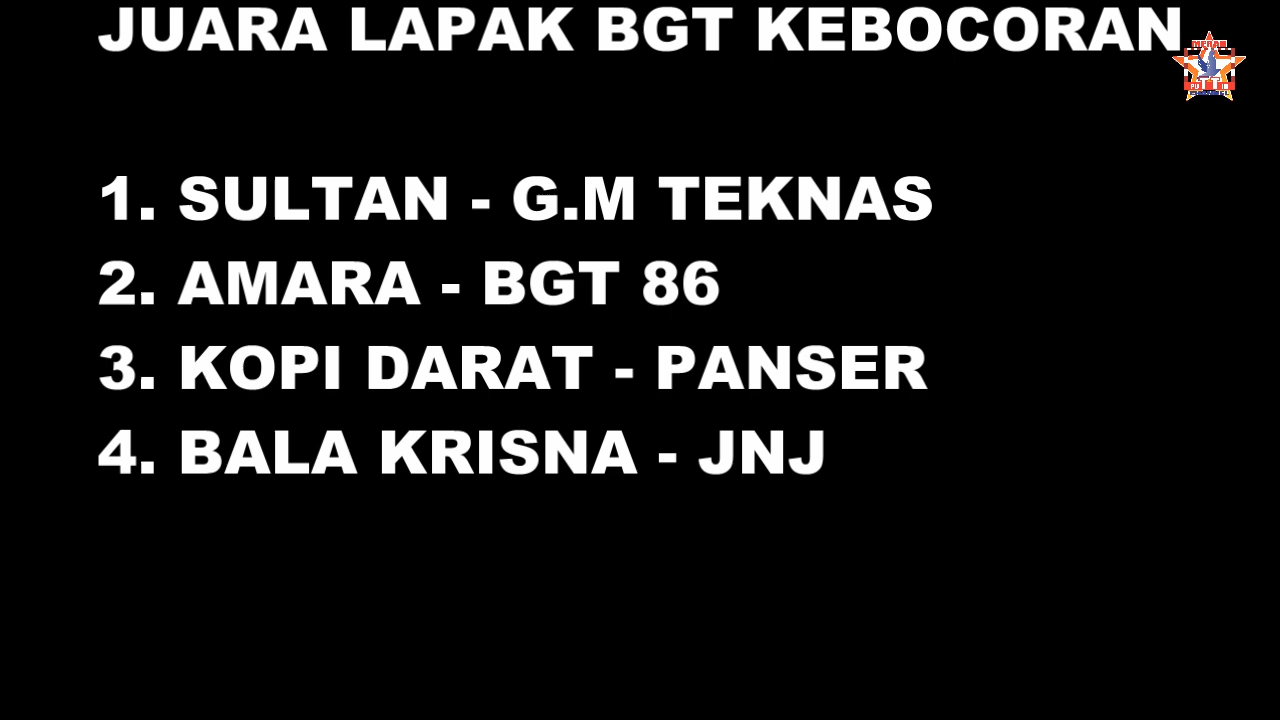 JUARA LAPAK BGT KEBOCORAN
MERAH
1. SULTAN - G.M TEKNAS
2. AMARA - BGT 86
3. KOPI DARAT - PANSER
4. BALA KRISNA - JNJ